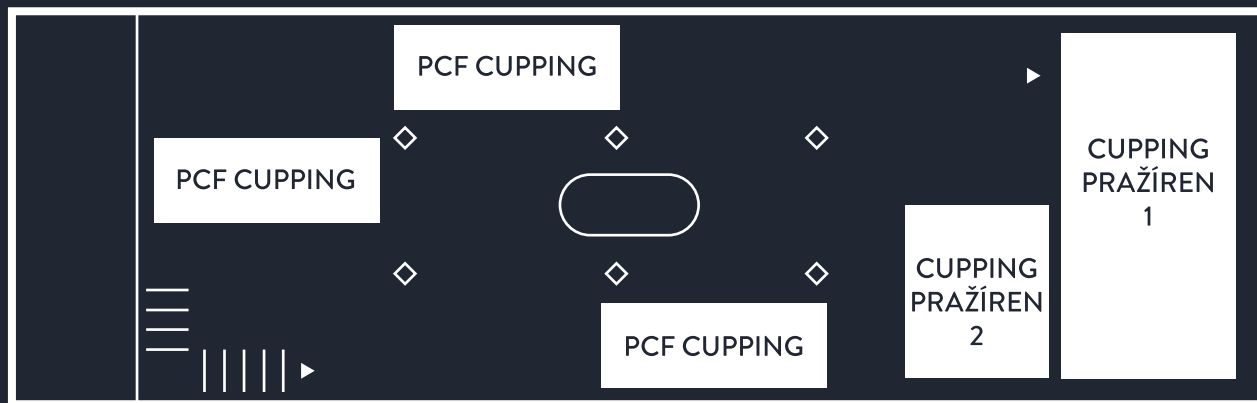 PCF CUPPING
PCF CUPPING
CUPPING
PRAŽÍREN
1
CUPPING
PRAŽÍREN
2
PCF CUPPING